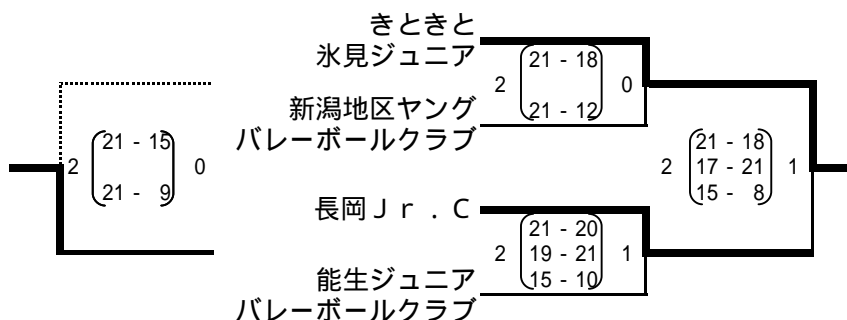 きときと
氷見ジュニア
2 21 - 18 0
21 - 12
新潟地区ヤング
バレーボールクラブ
2 21 - 15 0
21 - 9
2 21 - 18 1
17 - 21
15 - 8
長岡Ｊｒ．Ｃ
2 21 - 20 1
19 - 21
15 - 10
能生ジュニア
バレーボールクラブ